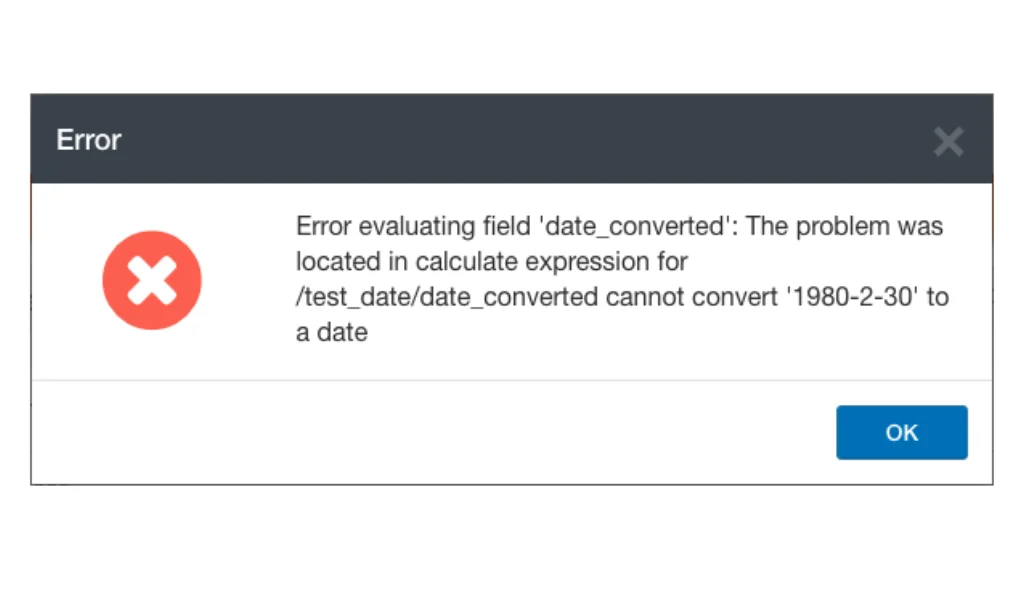 Error
Error evaluating field 'date_converted': The problem was
located in calculate expression for
/test_date/date_converted cannot convert '1980-2-30' to
a date
OK